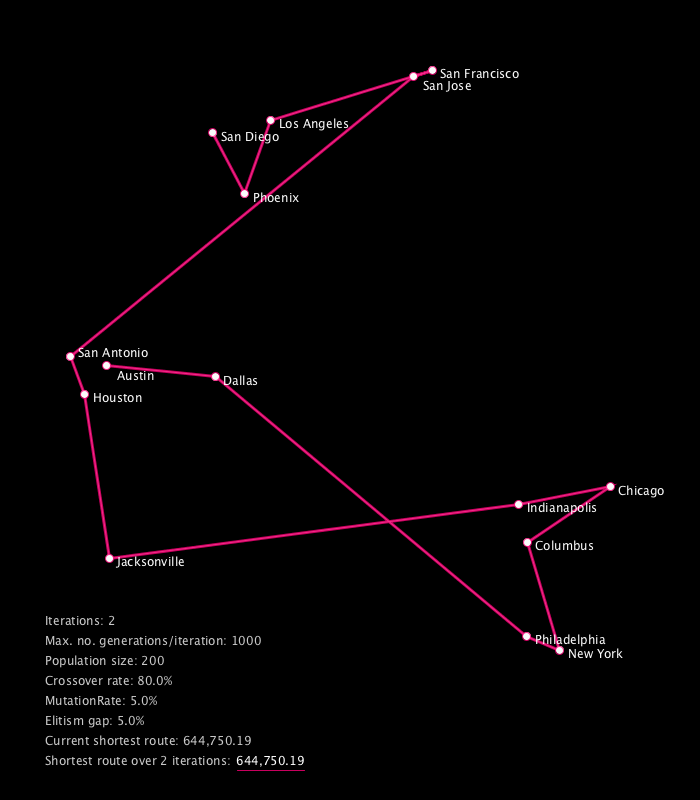 San Francisco
San Jose
Los Angeles
San Diego
Phoenix
San Antonio
Austin
Dallas
Houston
Chicago
Indianapolis
Columbus
Jacksonville
Philadelphia
New York
Iterations: 2
Max. no. generations/iteration: 1000
Population size: 200
Crossover rate: 80.0%
MutationRate: 5.0%
Elitism gap: 5.0%
Current shortest route: 644,750.19
Shortest route over 2 iterations: 644,750.19